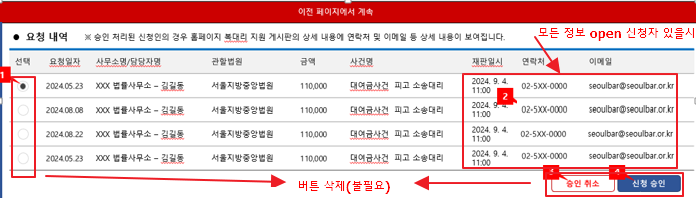 이전 페이지에서 계속
모든 정보 open 신청자 있을시
● 요청 내역 ※ 승인 처리된 신청인의 경우 홈페이지 복대리 지원 게시판의 상세 내용에 연락처 및 이메일 등 상세 내용이 보여집니다.
선택 요청일자 사무소명/담당자명 관할법원 금액 사건명 재판일시 연락처 이메일
1 2024.05.23 XXX 법률사무소 – 김길동 서울지방중앙법원 110,000 대여금사건 피고 소송대리 2024. 9. 4. 11:00 02-5XX-0000 seoulbar@seoulbar.or.kr
2
2024.08.08 XXX 법률사무소 – 김길동 서울지방중앙법원 110,000 대여금사건 피고 소송대리 2024. 9. 4. 11:00 02-5XX-0000 seoulbar@seoulbar.or.kr
2024.08.22 XXX 법률사무소 – 김길동 서울지방중앙법원 110,000 대여금사건 피고 소송대리 2024. 9. 4. 11:00 02-5XX-0000 seoulbar@seoulbar.or.kr
2024.05.23 XXX 법률사무소 – 김길동 서울지방중앙법원 110,000 대여금사건 피고 소송대리 2024. 9. 4. 11:00 02-5XX-0000 seoulbar@seoulbar.or.kr
버튼 삭제(불필요)
3 승인 취소 4 신청 승인